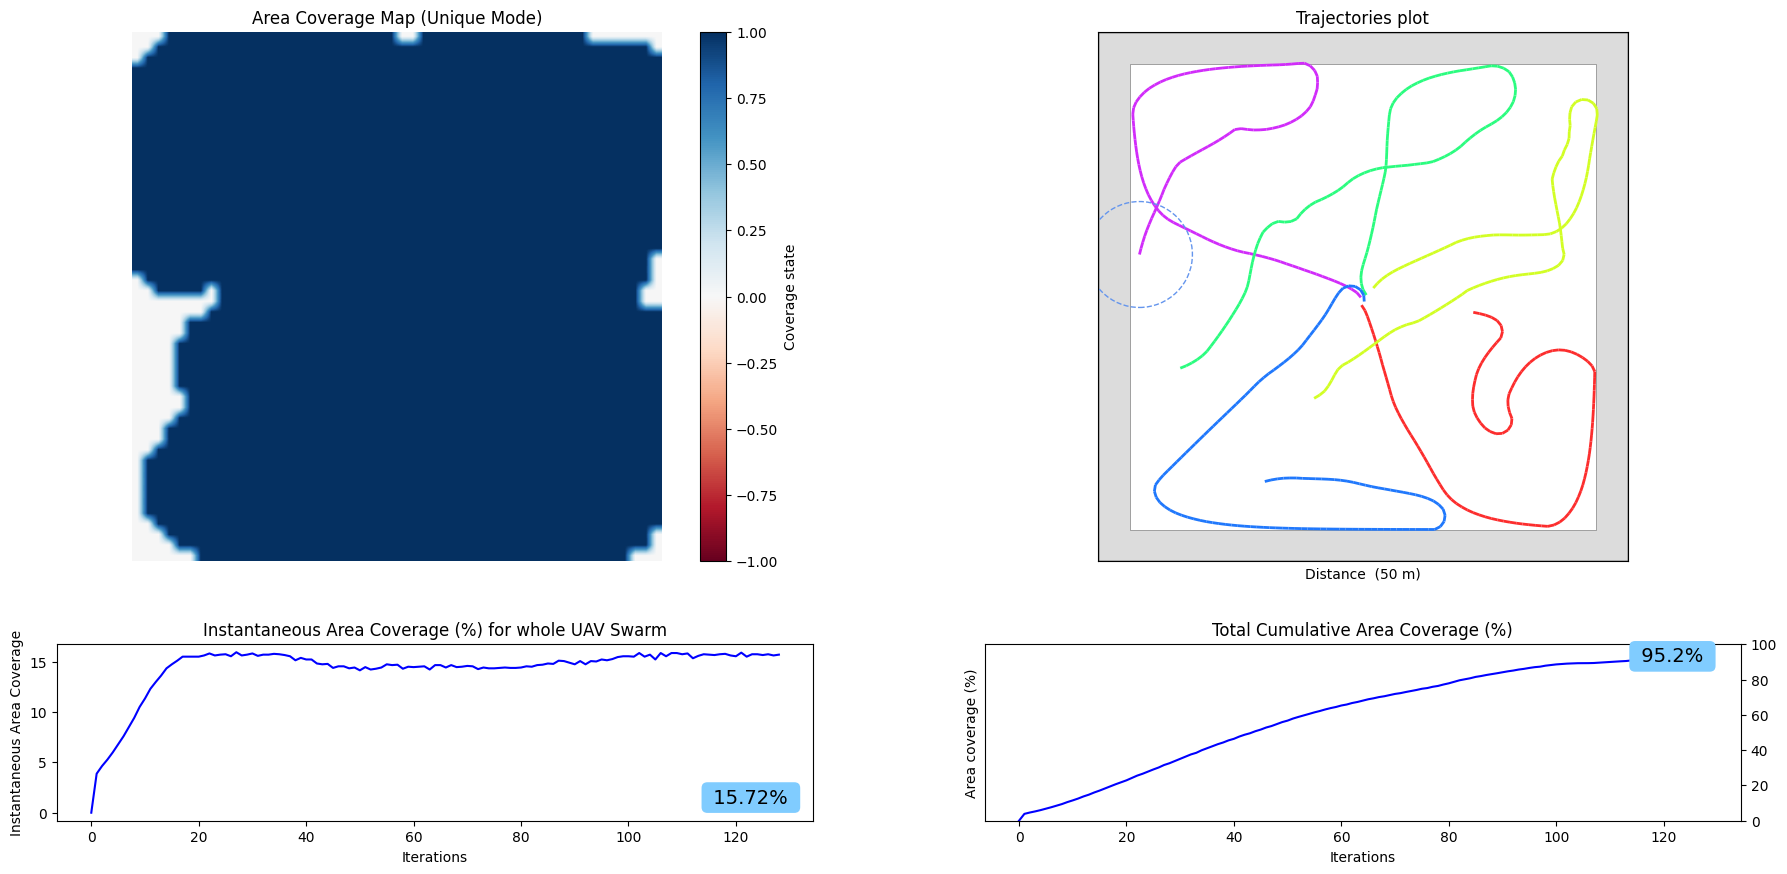 Area Coverage Map (Unique Mode)
1.00
0.75
0.50
0.25
0.00
−0.25
−0.50
−0.75
−1.00
Coverage state
Trajectories plot
Distance  (50 m)
Instantaneous Area Coverage (%) for whole UAV Swarm
Instantaneous Area Coverage
15
10
5
0
15.72%
0 20 40 60 80 100 120
Iterations
Total Cumulative Area Coverage (%)
Area coverage (%)
95.2%
100
80
60
40
20
0
0 20 40 60 80 100 120
Iterations